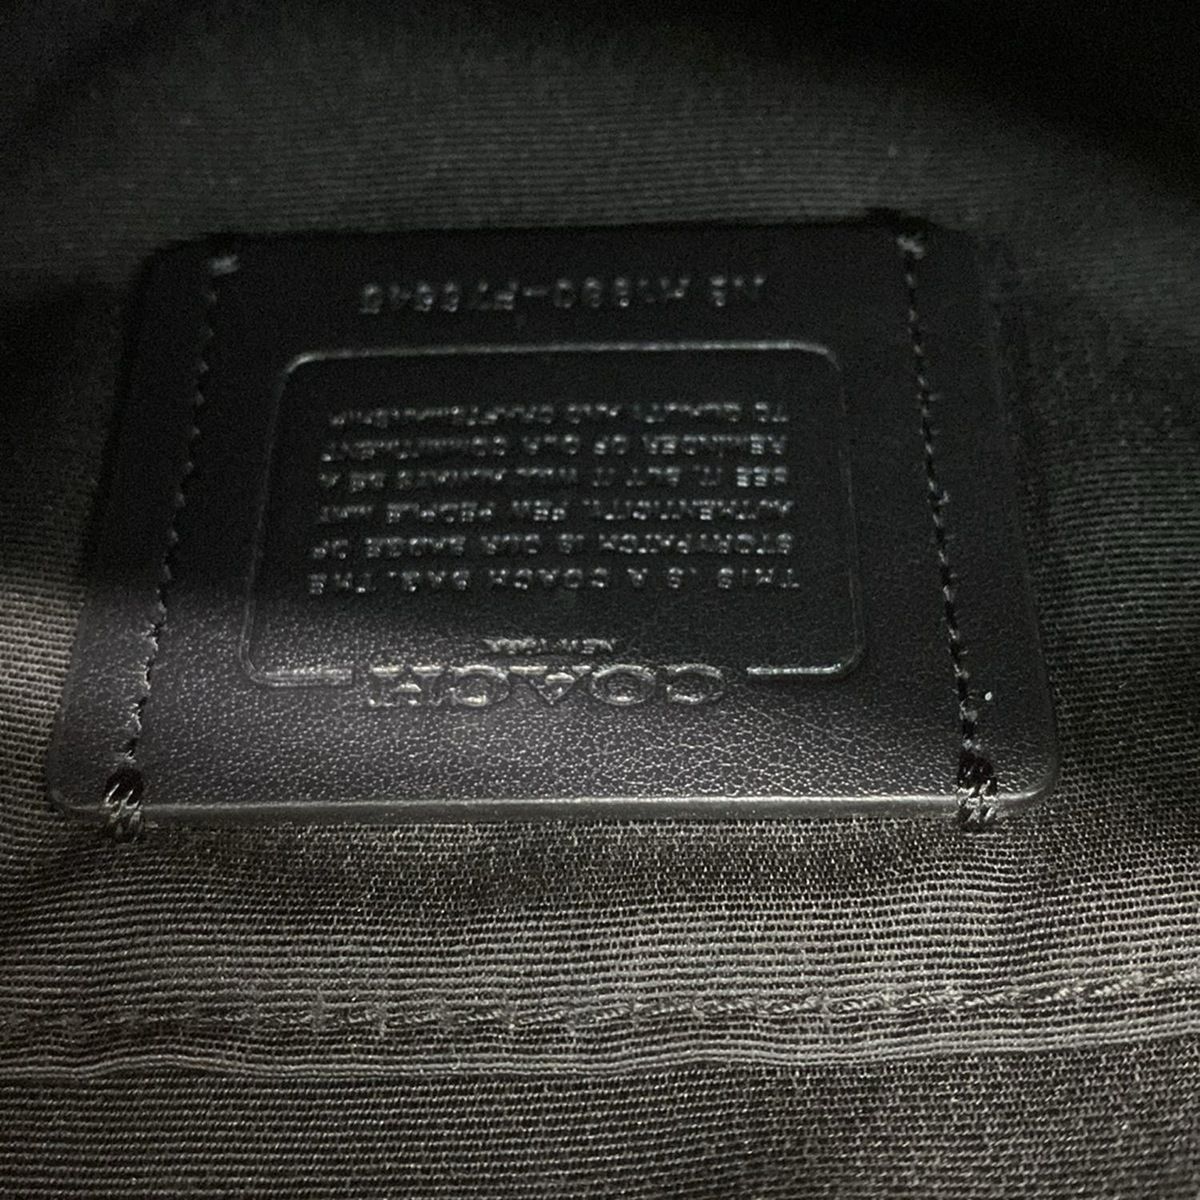 COACH
NEW YORK
THIS IS A COACH BAG. THE
STORYPATCH IS OUR BADGE OF
AUTHENTICITY. FEW PEOPLE MAY
SEE IT, BUT IT WILL ALWAYS BE A
REMINDER OF OUR COMMITMENT
TO QUALITY AND CRAFTSMANSHIP